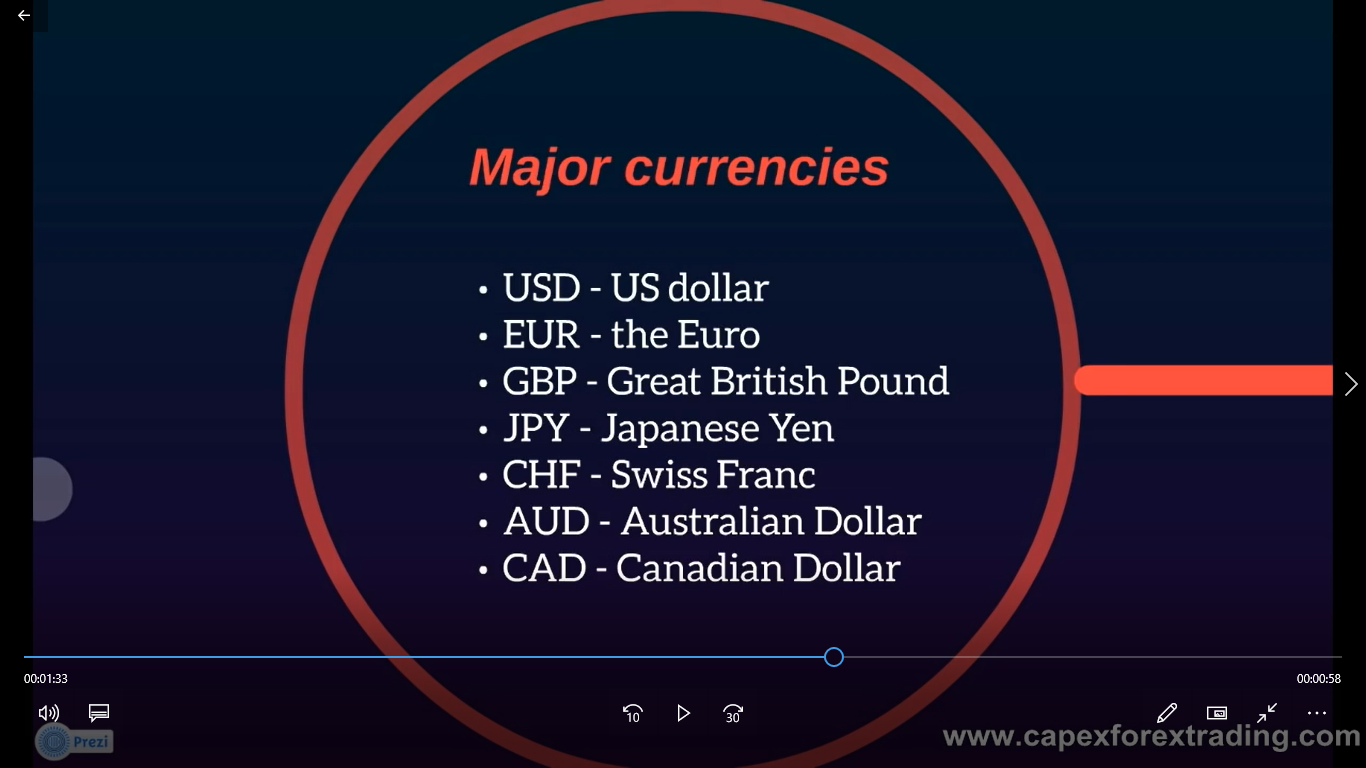 Major currencies
• USD - US dollar
• EUR - the Euro
• GBP - Great British Pound
• JPY - Japanese Yen
• CHF - Swiss Franc
• AUD - Australian Dollar
• CAD - Canadian Dollar
00:01:33
00:00:58
10
30
Prezi
www.capexforextrading.com